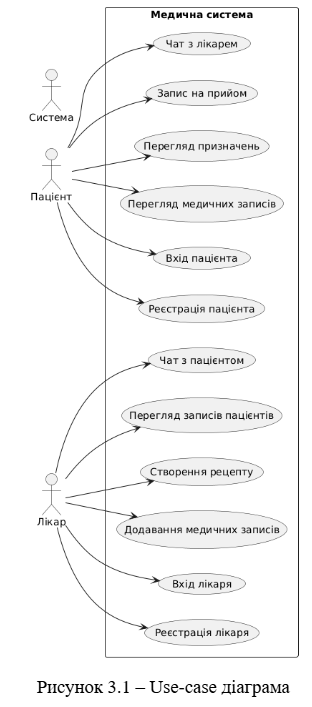 Медична система
Чат з лікарем
Система
Запис на прийом
Перегляд призначень
Пацієнт
Перегляд медичних записів
Вхід пацієнта
Реєстрація пацієнта
Чат з пацієнтом
Перегляд записів пацієнтів
Створення рецепту
Лікар
Додавання медичних записів
Вхід лікаря
Реєстрація лікаря
Рисунок 3.1 – Use-case діаграма